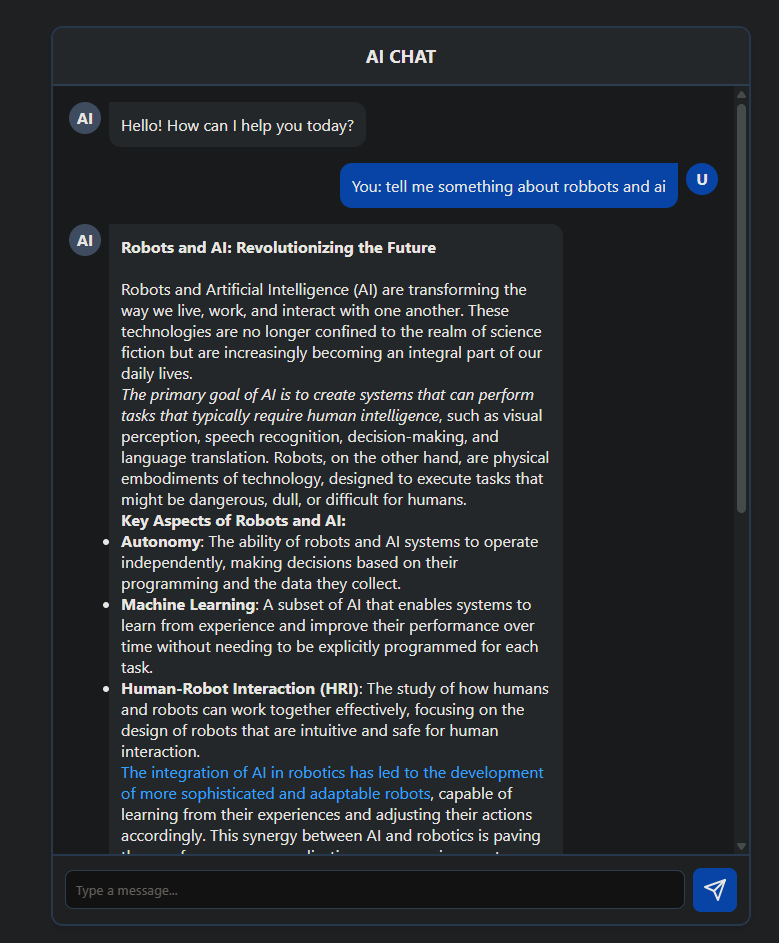 AI CHAT
AI
Hello! How can I help you today?
You: tell me something about robbots and ai
U
AI
Robots and AI: Revolutionizing the Future
Robots and Artificial Intelligence (AI) are transforming the
way we live, work, and interact with one another. These
technologies are no longer confined to the realm of science
fiction but are increasingly becoming an integral part of our
daily lives.
The primary goal of AI is to create systems that can perform
tasks that typically require human intelligence, such as visual
perception, speech recognition, decision-making, and
language translation. Robots, on the other hand, are physical
embodiments of technology, designed to execute tasks that
might be dangerous, dull, or difficult for humans.
Key Aspects of Robots and AI:
• Autonomy: The ability of robots and AI systems to operate
independently, making decisions based on their
programming and the data they collect.
• Machine Learning: A subset of AI that enables systems to
learn from experience and improve their performance over
time without needing to be explicitly programmed for each
task.
• Human-Robot Interaction (HRI): The study of how humans
and robots can work together effectively, focusing on the
design of robots that are intuitive and safe for human
interaction.
The integration of AI in robotics has led to the development
of more sophisticated and adaptable robots, capable of
learning from their experiences and adjusting their actions
accordingly. This synergy between AI and robotics is paving
Type a message...